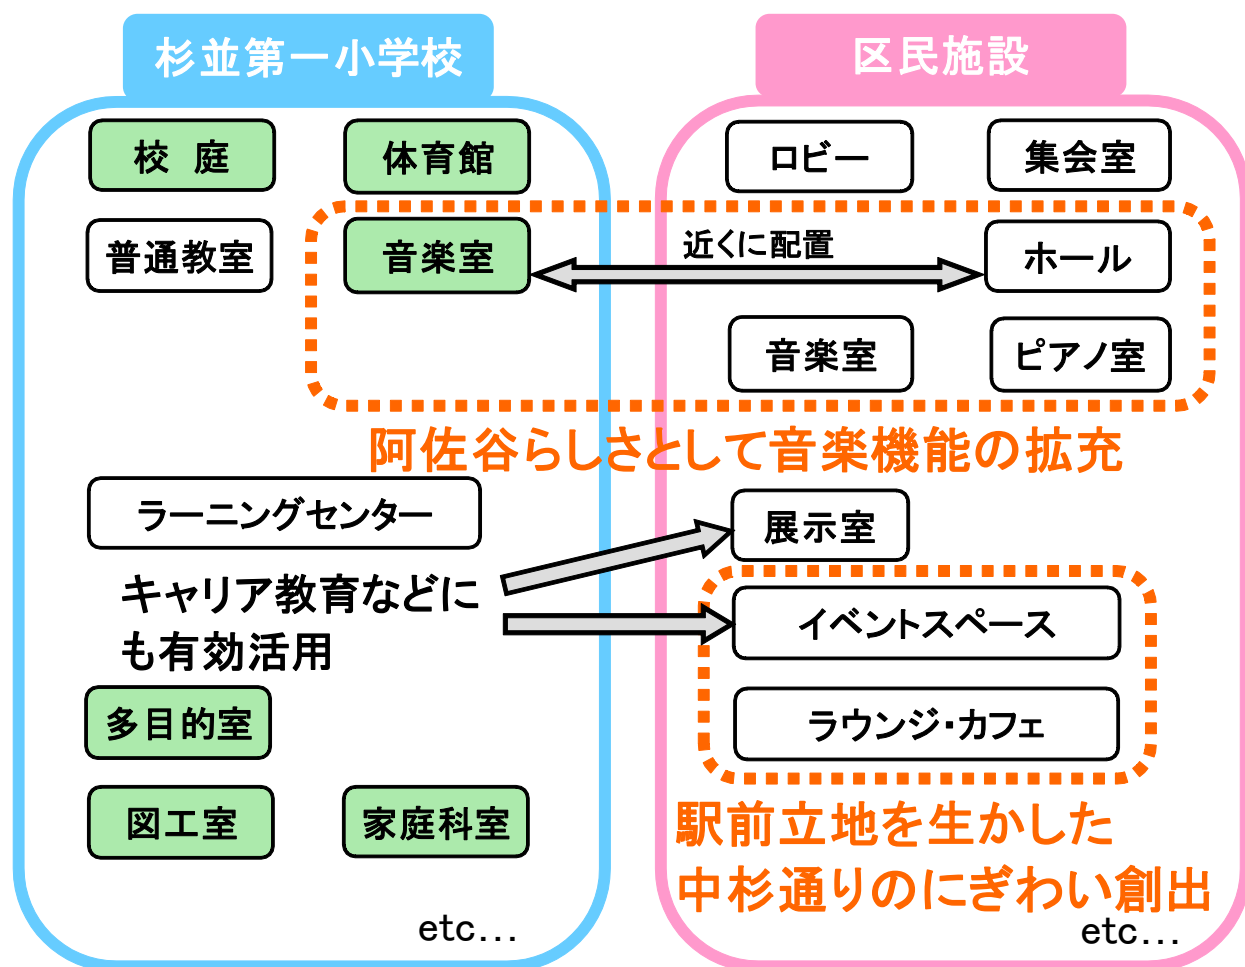 杉並第一小学校
区民施設
校 庭
体育館
ロビー
集会室
普通教室
音楽室
近くに配置
ホール
音楽室
ピアノ室
阿佐谷らしさとして音楽機能の拡充
ラーニングセンター
展示室
キャリア教育などに
も有効活用
イベントスペース
多目的室
ラウンジ・カフェ
図工室
家庭科室
駅前立地を生かした
中杉通りのにぎわい創出
etc...
etc...